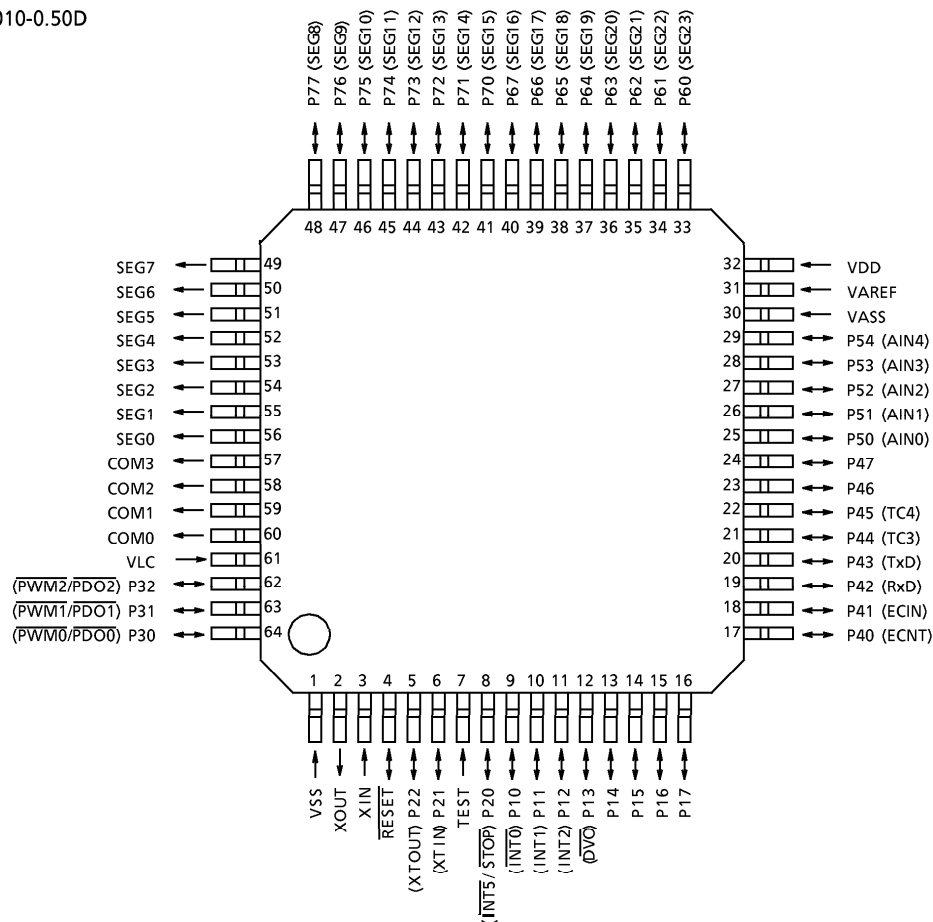 010-0.50D
P77 (SEG8)
P76 (SEG9)
P75 (SEG10)
P74 (SEG11)
P73 (SEG12)
P72 (SEG13)
P71 (SEG14)
P70 (SEG15)
P67 (SEG16)
P66 (SEG17)
P65 (SEG18)
P64 (SEG19)
P63 (SEG20)
P62 (SEG21)
P61 (SEG22)
P60 (SEG23)
48 47 46 45 44 43 42 41 40 39 38 37 36 35 34 33
SEG7 49
SEG6 50
SEG5 51
SEG4 52
SEG3 53
SEG2 54
SEG1 55
SEG0 56
COM3 57
COM2 58
COM1 59
COM0 60
VLC 61
(PWM2/PDO2) P32 62
(PWM1/PDO1) P31 63
(PWM0/PDO0) P30 64
32 VDD
31 VAREF
30 VASS
29 P54 (AIN4)
28 P53 (AIN3)
27 P52 (AIN2)
26 P51 (AIN1)
25 P50 (AIN0)
24 P47
23 P46
22 P45 (TC4)
21 P44 (TC3)
20 P43 (TxD)
19 P42 (RxD)
18 P41 (ECIN)
17 P40 (ECNT)
1 2 3 4 5 6 7 8 9 10 11 12 13 14 15 16
VSS
XOUT
XIN
RESET
(XTOUT) P22
(XTIN) P21
TEST
(INT5/STOP) P20
(INT0) P10
(INT1) P11
(INT2) P12
(DVO) P13
P14
P15
P16
P17